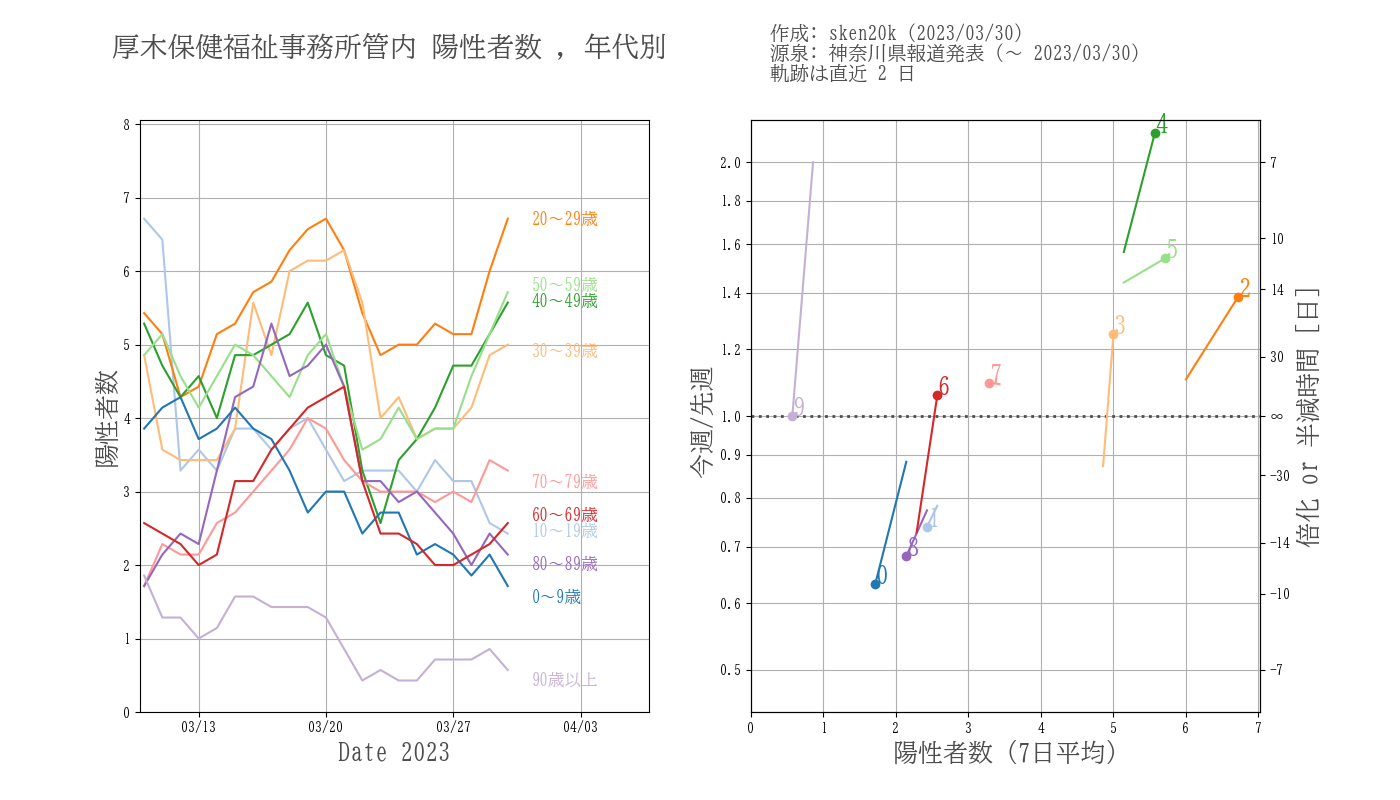 厚木保健福祉事務所管内 陽性者数 , 年代別
作成: sken20k (2023/03/30)
源泉: 神奈川県報道発表 (～ 2023/03/30)
軌跡は直近 2 日
陽性者数
8
7
6
5
4
3
2
1
0
03/13
03/20
03/27
04/03
Date 2023
20～29歳
50～59歳
40～49歳
30～39歳
70～79歳
60～69歳
10～19歳
80～89歳
0～9歳
90歳以上
今週/先週
2.0
1.8
1.6
1.4
1.2
1.0
0.9
0.8
0.7
0.6
0.5
0
1
2
3
4
5
6
7
陽性者数 (7日平均)
4
5
2
3
7
6
9
1
8
0
7
10
14
30
∞
-30
-14
-10
-7
倍化 or 半減時間 [日]